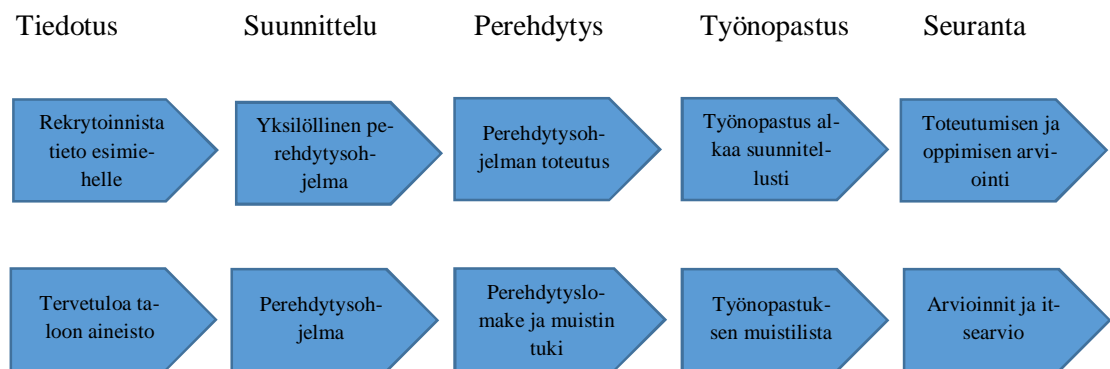 Tiedotus Suunnittelu Perehdytys Työnopastus Seuranta
Rekrytoinnista
tieto esimie-
helle
Yksilöllinen pe-
rehdytysoh-
jelma
Perehdytysoh-
jelman toteutus
Työnopastus al-
kaa suunnitel-
lusti
Toteutumisen ja
oppimisen arvi-
ointi
Tervetuloa ta-
loon aineisto
Perehdytysoh-
jelma
Perehdytyslo-
make ja muistin
tuki
Työnopastuk-
sen muistilista
Arvioinnit ja it-
searvio